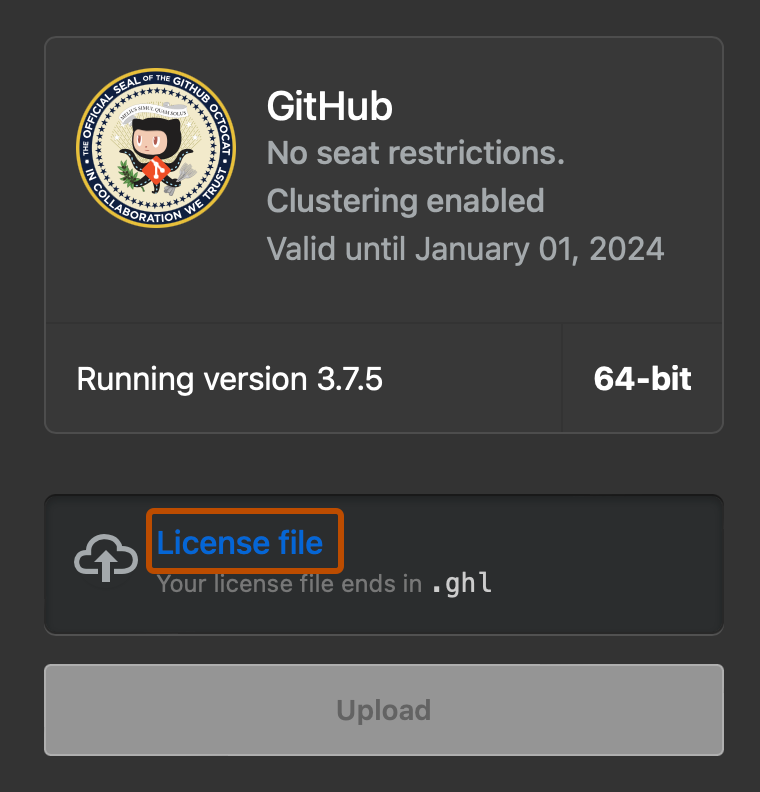 THE OFFICIAL SEAL OF THE GITHUB OCTOCAT
MELIUS SIMUL QUAM SOLUS
IN COLLABORATION WE TRUST
GitHub
No seat restrictions.
Clustering enabled
Valid until January 01, 2024
Running version 3.7.5
64-bit
License file
Your license file ends in .ghl
Upload